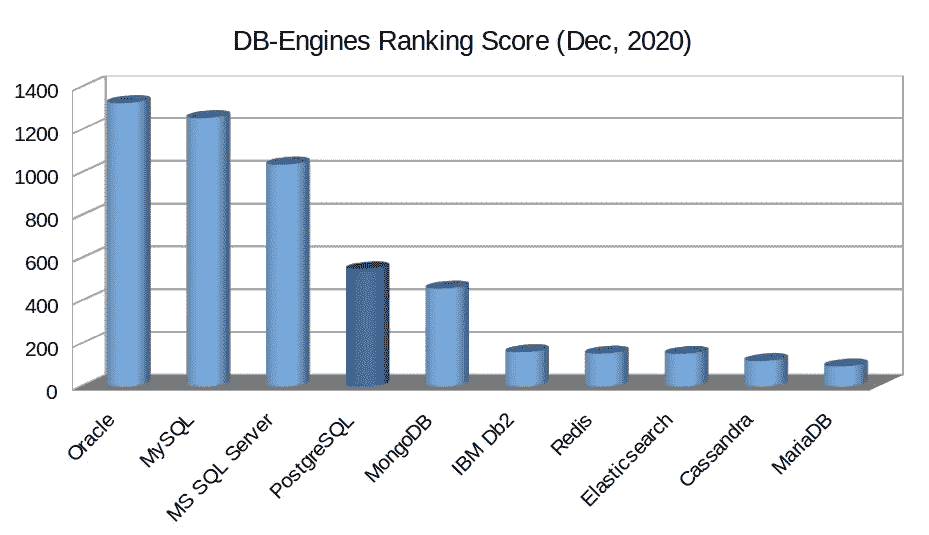 DB-Engines Ranking Score (Dec, 2020)
1400
1200
1000
800
600
400
200
0
Oracle
MySQL
MS SQL Server
PostgreSQL
MongoDB
IBM Db2
Redis
Elasticsearch
Cassandra
MariaDB